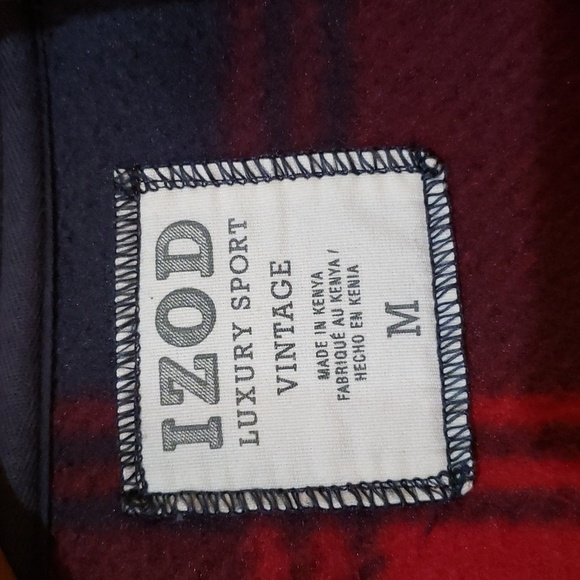 IZOD
LUXURY SPORT
VINTAGE
MADE IN KENYA
FABRIQUÉ AU KENYA /
HECHO EN KENIA
M